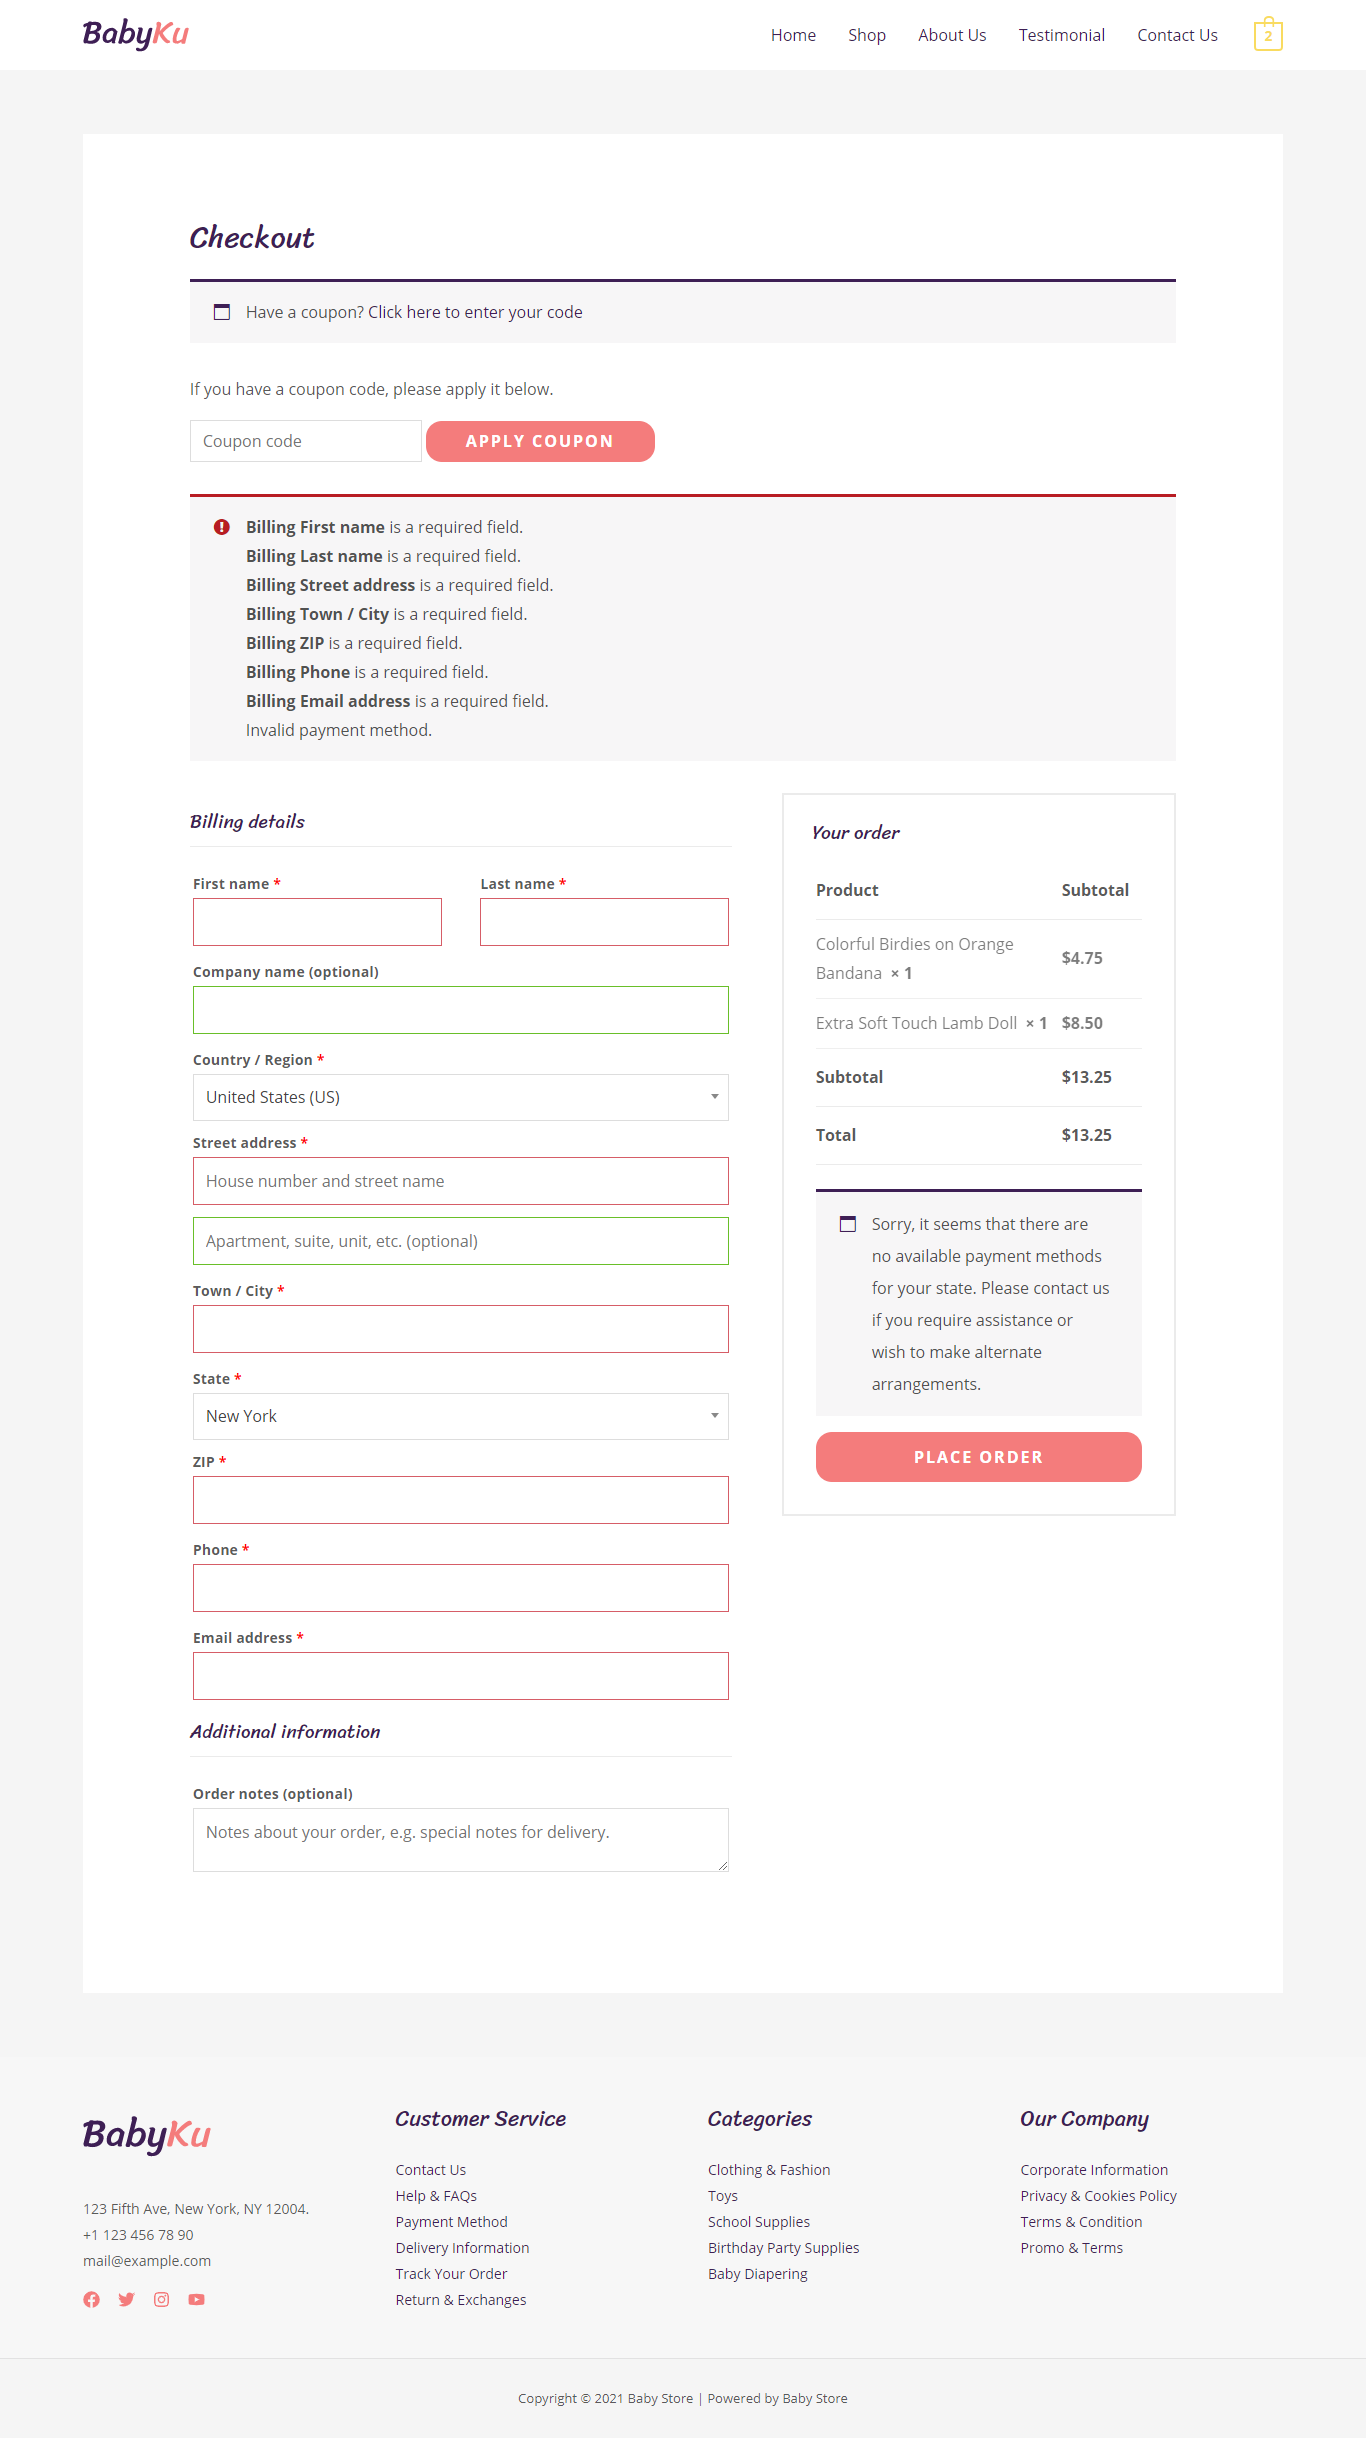 BabyKu
Home Shop About Us Testimonial Contact Us 2
Checkout
Have a coupon? Click here to enter your code
If you have a coupon code, please apply it below.
Coupon code APPLY COUPON
Billing First name is a required field.
Billing Last name is a required field.
Billing Street address is a required field.
Billing Town / City is a required field.
Billing ZIP is a required field.
Billing Phone is a required field.
Billing Email address is a required field.
Invalid payment method.
Billing details
First name * Last name *
Company name (optional)
Country / Region *
United States (US)
Street address *
House number and street name
Apartment, suite, unit, etc. (optional)
Town / City *
State *
New York
ZIP *
Phone *
Email address *
Additional information
Order notes (optional)
Notes about your order, e.g. special notes for delivery.
Your order
Product Subtotal
Colorful Birdies on Orange
Bandana × 1 $4.75
Extra Soft Touch Lamb Doll × 1 $8.50
Subtotal $13.25
Total $13.25
Sorry, it seems that there are
no available payment methods
for your state. Please contact us
if you require assistance or
wish to make alternate
arrangements.
PLACE ORDER
BabyKu
123 Fifth Ave, New York, NY 12004.
+1 123 456 78 90
mail@example.com
Customer Service
Contact Us
Help & FAQs
Payment Method
Delivery Information
Track Your Order
Return & Exchanges
Categories
Clothing & Fashion
Toys
School Supplies
Birthday Party Supplies
Baby Diapering
Our Company
Corporate Information
Privacy & Cookies Policy
Terms & Condition
Promo & Terms
Copyright © 2021 Baby Store | Powered by Baby Store